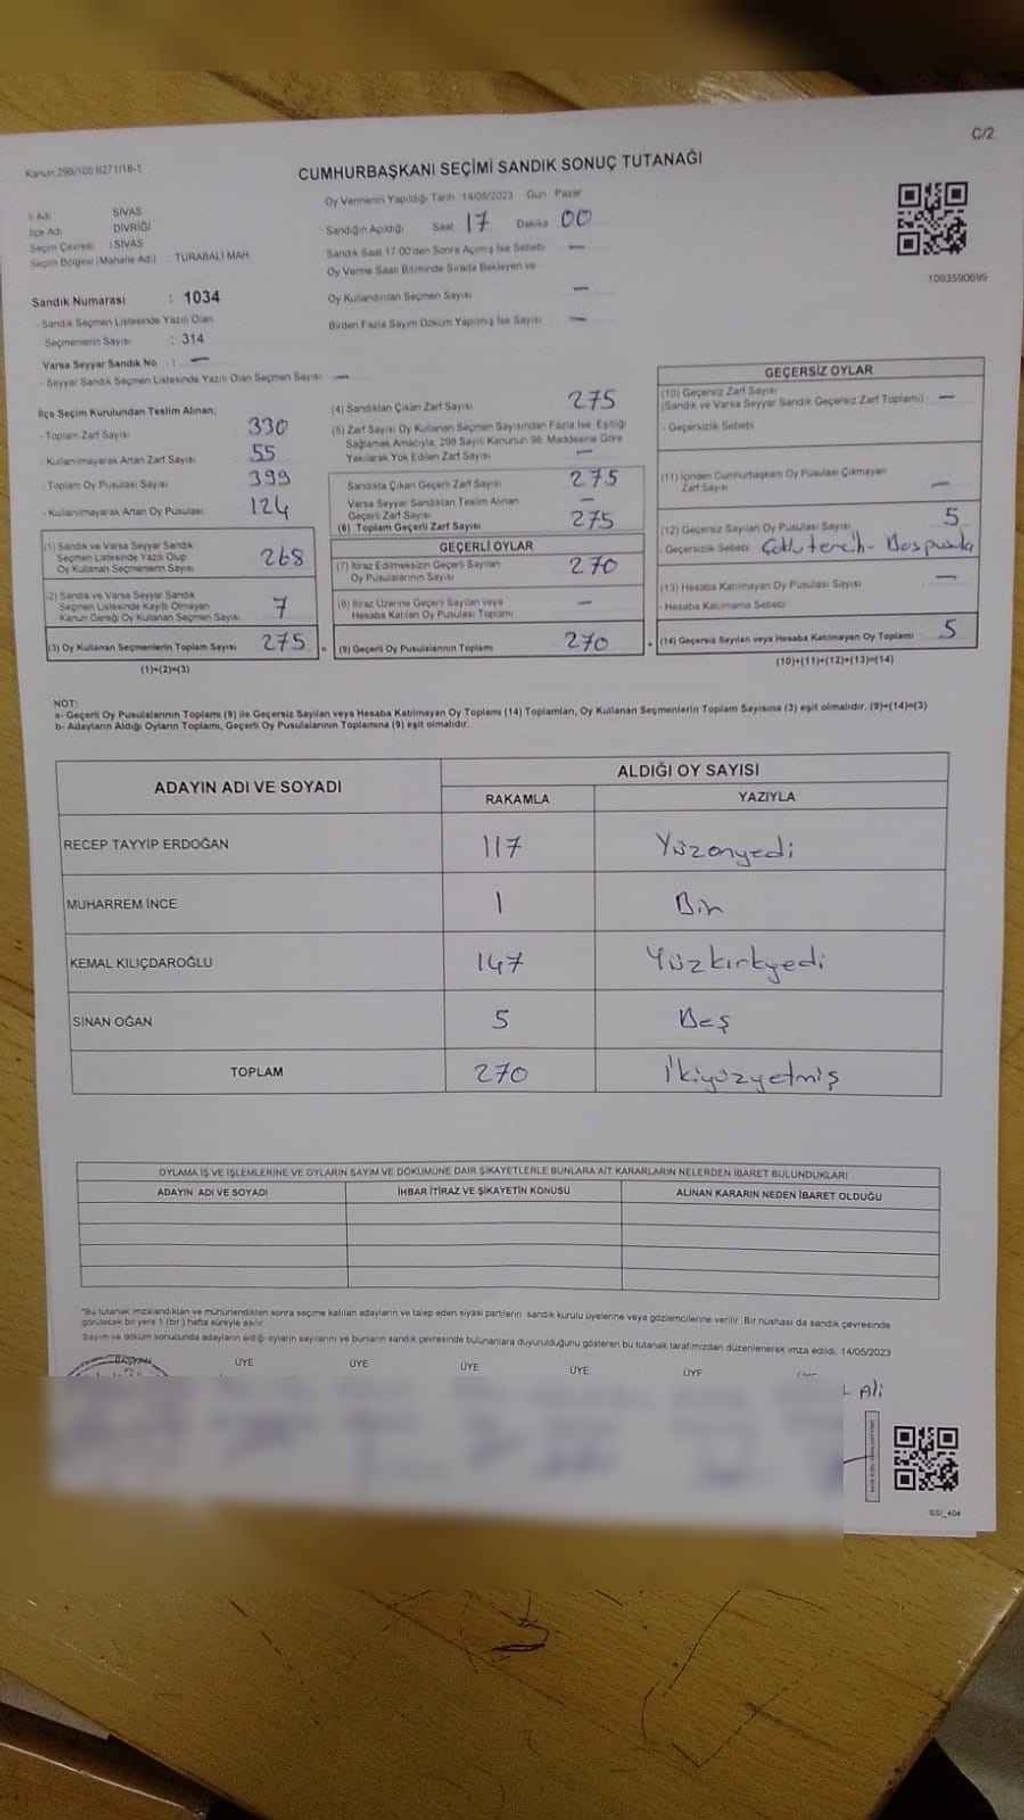 C/2
CUMHURBAŞKANI SEÇİMİ SANDIK SONUÇ TUTANAĞI
Oy Vermenin Yapıldığı Tarih :14/05/2023 Gün : Pazar
Sandığın Açıldığı Saat 17 Dakika 00
Sandık Saat 17:00'den Sonra Açılmış İse Sebebi —
Oy Verme Saati Bitiminde Sırada Bekleyen ve
Oy Kullandırılan Seçmen Sayısı —
Birden Fazla Sayım Döküm Yapılmış İse Sayısı —
İl Adı : SİVAS
İlçe Adı : DİVRİĞİ
Seçim Çevresi : SİVAS
Seçim Bölgesi (Mahalle Adı) : TURABALİ MAH.
Sandık Numarası : 1034
- Sandık Seçmen Listesinde Yazılı Olan
Seçmenlerin Sayısı : 314
Varsa Seyyar Sandık No : —
- Seyyar Sandık Seçmen Listesinde Yazılı Olan Seçmen Sayısı : —
1093590699
İlçe Seçim Kurulundan Teslim Alınan;
- Toplam Zarf Sayısı 330
- Kullanılmayarak Artan Zarf Sayısı 55
- Toplam Oy Pusulası Sayısı 399
- Kullanılmayarak Artan Oy Pusulası 124
(1) Sandık ve Varsa Seyyar Sandık
Seçmen Listesinde Yazılı Olup
Oy Kullanan Seçmenlerin Sayısı 268
(2) Sandık ve Varsa Seyyar Sandık
Seçmen Listesinde Kayıtlı Olmayan
Kanun Gereği Oy Kullanan Seçmen Sayısı 7
(3) Oy Kullanan Seçmenlerin Toplam Sayısı 275
(1)+(2)=(3)
(4) Sandıktan Çıkan Zarf Sayısı 275
(5) Zarf Sayısı Oy Kullanan Seçmen Sayısından Fazla İse, Eşitliği
Sağlamak Amacıyla, 298 Sayılı Kanunun 98. Maddesine Göre
Yakılarak Yok Edilen Zarf Sayısı —
Sandıkta Çıkan Geçerli Zarf Sayısı 275
Varsa Seyyar Sandıktan Teslim Alınan
Geçerli Zarf Sayısı —
(6) Toplam Geçerli Zarf Sayısı 275
GEÇERLİ OYLAR
(7) İtiraz Edilmeksizin Geçerli Sayılan
Oy Pusulalarının Sayısı 270
(8) İtiraz Üzerine Geçerli Sayılan veya
Hesaba Katılan Oy Pusulası Toplamı —
(9) Geçerli Oy Pusulalarının Toplamı 270
GEÇERSİZ OYLAR
(10) Geçersiz Zarf Sayısı
(Sandık ve Varsa Seyyar Sandık Geçersiz Zarf Toplamı) —
- Geçersizlik Sebebi
(11) İçinden Cumhurbaşkanı Oy Pusulası Çıkmayan
Zarf Sayısı —
(12) Geçersiz Sayılan Oy Pusulası Sayısı 5
- Geçersizlik Sebebi
(13) Hesaba Katılmayan Oy Pusulası Sayısı —
- Hesaba Katılmama Sebebi
(14) Geçersiz Sayılan veya Hesaba Katılmayan Oy Toplamı 5
(10)+(11)+(12)+(13)=(14)
NOT:
a- Geçerli Oy Pusulalarının Toplamı (9) ile Geçersiz Sayılan veya Hesaba Katılmayan Oy Toplamı (14) Toplamları, Oy Kullanan Seçmenlerin Toplam Sayısına (3) eşit olmalıdır. (9)+(14)=(3)
b- Adayların Aldığı Oyların Toplamı, Geçerli Oy Pusulalarının Toplamına (9) eşit olmalıdır.
ADAYIN ADI VE SOYADI ALDIĞI OY SAYISI
RAKAMLA YAZIYLA
RECEP TAYYİP ERDOĞAN 117 Yüzonyedi
MUHARREM İNCE 1 Bir
KEMAL KILIÇDAROĞLU 147 Yüzkırkyedi
SİNAN OĞAN 5 Beş
TOPLAM 270 İkiyüzyetmiş
OYLAMA İŞ VE İŞLEMLERİNE VE OYLARIN SAYIM VE DÖKÜMÜNE DAİR ŞİKAYETLERLE BUNLARA AİT KARARLARIN NELERDEN İBARET BULUNDUKLARI
ADAYIN ADI VE SOYADI İHBAR İTİRAZ VE ŞİKAYETİN KONUSU ALINAN KARARIN NEDEN İBARET OLDUĞU
*Bu tutanak imzalandıktan ve mühürlendikten sonra seçime katılan adayların ve talep eden siyasi partilerin sandık kurulu üyelerine veya gözlemcilerine verilir. Bir nüshası da sandık çevresinde
görülecek bir yere 1 (bir) hafta süreyle asılır.
Sayım ve döküm sonucunda adayların aldığı oyların sayılarını ve bunların sandık çevresinde bulunanlara duyurulduğunu gösteren bu tutanak tarafımızdan düzenlenerek imza edildi. 14/05/2023
BAŞKAN ÜYE ÜYE ÜYE ÜYE ÜYE
Ali